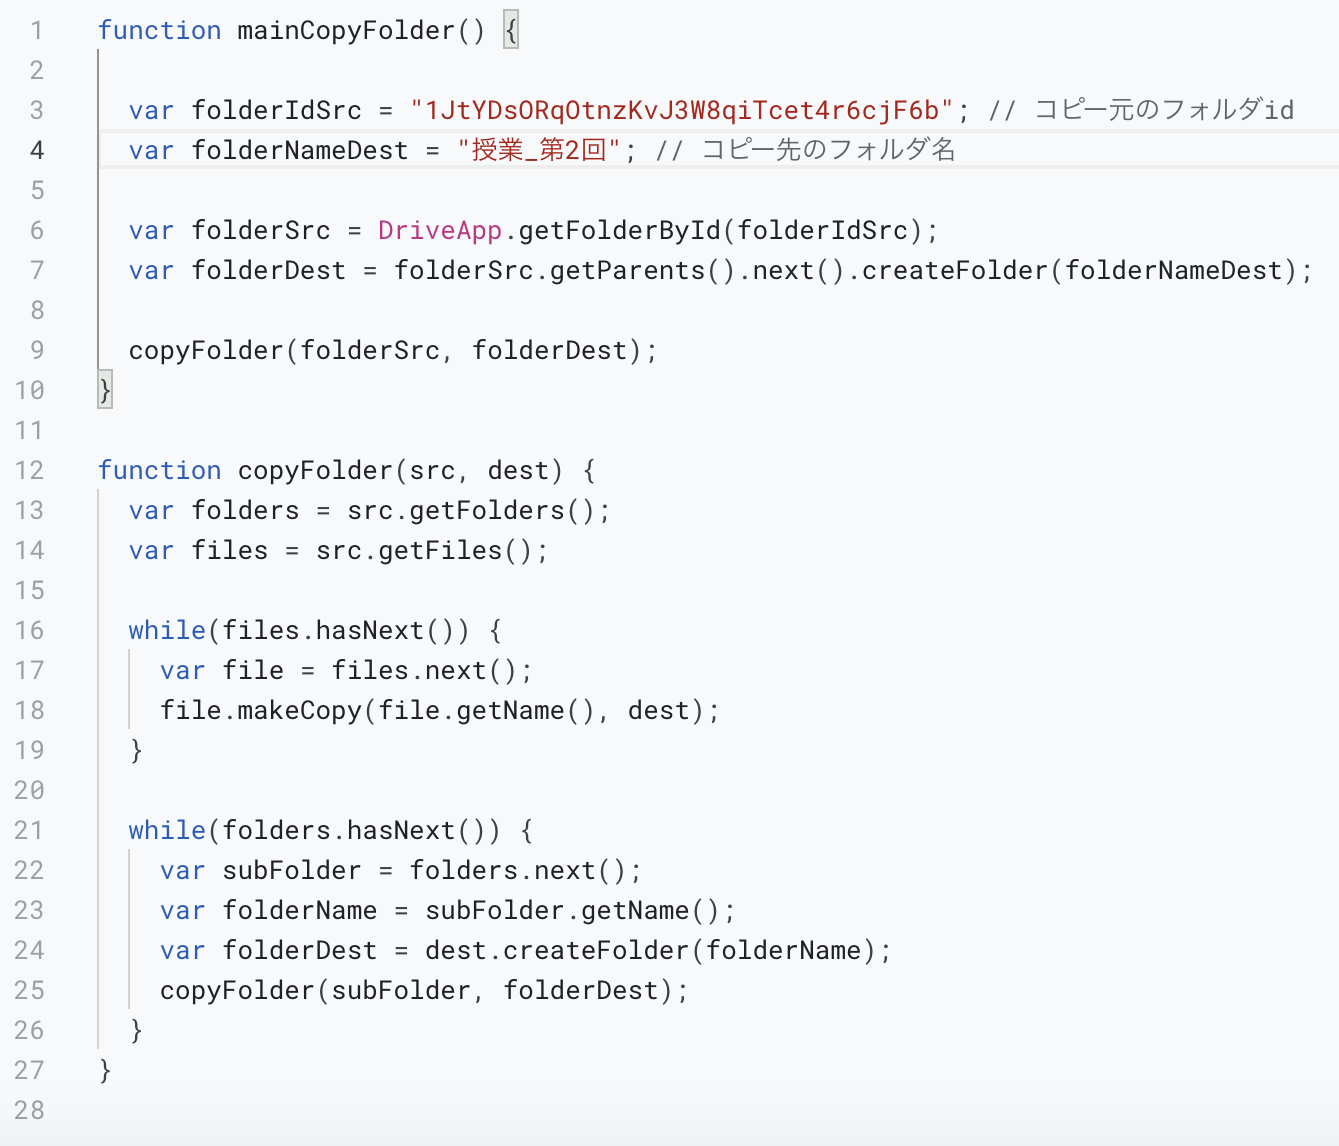 1 function mainCopyFolder() {
2
3 var folderIdSrc = "1JtYDsORqOtnzKvJ3W8qiTcet4r6cjF6b"; // コピー元のフォルダid
4 var folderNameDest = "授業_第2回"; // コピー先のフォルダ名
5
6 var folderSrc = DriveApp.getFolderById(folderIdSrc);
7 var folderDest = folderSrc.getParents().next().createFolder(folderNameDest);
8
9 copyFolder(folderSrc, folderDest);
10 }
11
12 function copyFolder(src, dest) {
13 var folders = src.getFolders();
14 var files = src.getFiles();
15
16 while(files.hasNext()) {
17 var file = files.next();
18 file.makeCopy(file.getName(), dest);
19 }
20
21 while(folders.hasNext()) {
22 var subFolder = folders.next();
23 var folderName = subFolder.getName();
24 var folderDest = dest.createFolder(folderName);
25 copyFolder(subFolder, folderDest);
26 }
27 }
28